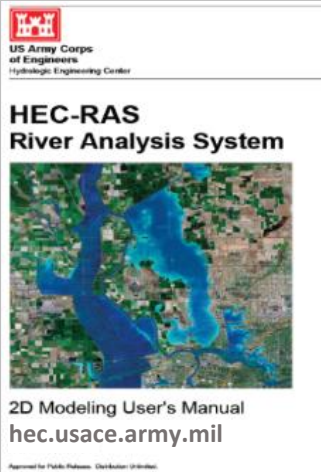 US Army Corps
of Engineers
Hydrologic Engineering Center
HEC-RAS
River Analysis System
2D Modeling User's Manual
hec.usace.army.mil
Approved for Public Release. Distribution Unlimited.